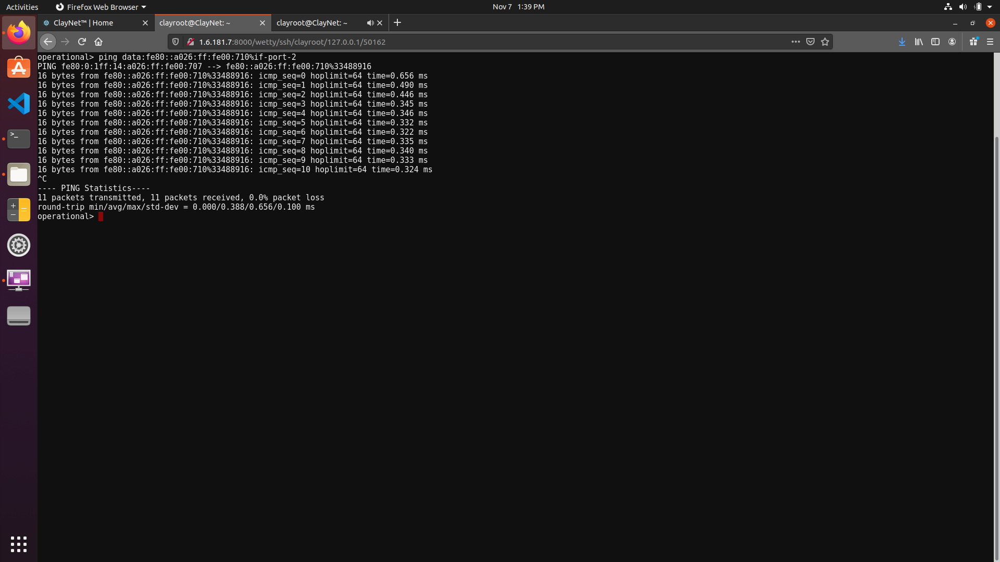 Activities
Firefox Web Browser
Nov 7 1:39 PM
ClayNet™ | Home
clayroot@ClayNet: ~
clayroot@ClayNet: ~
1.6.181.7:8000/wetty/ssh/clayroot/127.0.0.1/50162
operational> ping data:fe80::a026:ff:fe00:710%if-port-2
PING fe80:0:1ff:14:a026:ff:fe00:707 --> fe80::a026:ff:fe00:710%33488916
16 bytes from fe80::a026:ff:fe00:710%33488916: icmp_seq=0 hoplimit=64 time=0.656 ms
16 bytes from fe80::a026:ff:fe00:710%33488916: icmp_seq=1 hoplimit=64 time=0.490 ms
16 bytes from fe80::a026:ff:fe00:710%33488916: icmp_seq=2 hoplimit=64 time=0.446 ms
16 bytes from fe80::a026:ff:fe00:710%33488916: icmp_seq=3 hoplimit=64 time=0.345 ms
16 bytes from fe80::a026:ff:fe00:710%33488916: icmp_seq=4 hoplimit=64 time=0.346 ms
16 bytes from fe80::a026:ff:fe00:710%33488916: icmp_seq=5 hoplimit=64 time=0.332 ms
16 bytes from fe80::a026:ff:fe00:710%33488916: icmp_seq=6 hoplimit=64 time=0.322 ms
16 bytes from fe80::a026:ff:fe00:710%33488916: icmp_seq=7 hoplimit=64 time=0.335 ms
16 bytes from fe80::a026:ff:fe00:710%33488916: icmp_seq=8 hoplimit=64 time=0.340 ms
16 bytes from fe80::a026:ff:fe00:710%33488916: icmp_seq=9 hoplimit=64 time=0.333 ms
16 bytes from fe80::a026:ff:fe00:710%33488916: icmp_seq=10 hoplimit=64 time=0.324 ms
^C
---- PING Statistics----
11 packets transmitted, 11 packets received, 0.0% packet loss
round-trip min/avg/max/std-dev = 0.000/0.388/0.656/0.100 ms
operational>